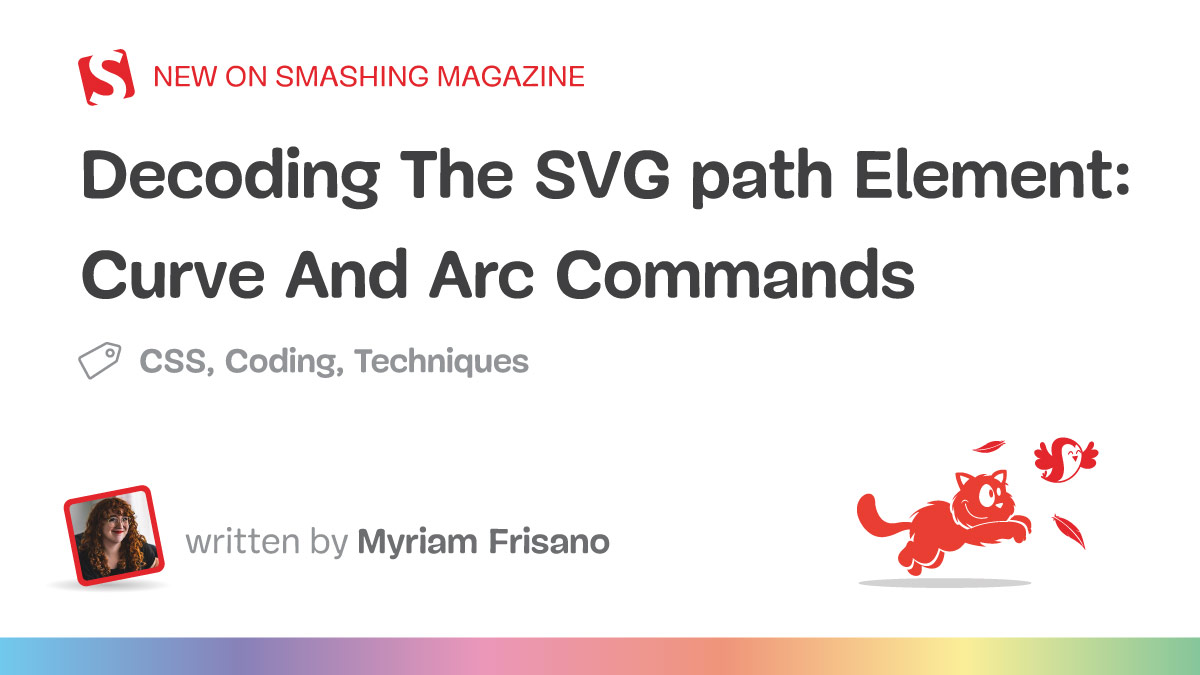 NEW ON SMASHING MAGAZINE
Decoding The SVG path Element:
Curve And Arc Commands
CSS, Coding, Techniques
written by Myriam Frisano